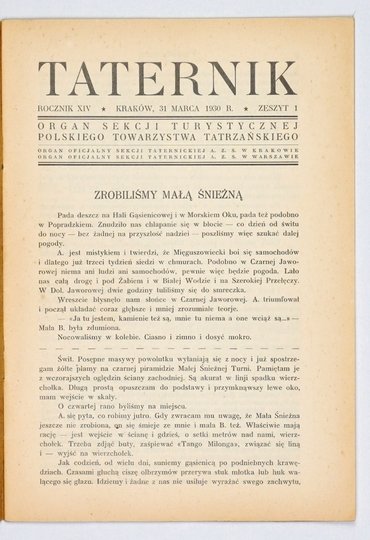 TATERNIK
ROCZNIK XIV ★ KRAKÓW, 31 MARCA 1930 R. ★ ZESZYT 1
ORGAN SEKCJI TURYSTYCZNEJ
POLSKIEGO TOWARZYSTWA TATRZAŃSKIEGO
ORGAN OFICJALNY SEKCJI TATERNICKIEJ A. Z. S. W KRAKOWIE
ORGAN OFICJALNY SEKCJI TATERNICKIEJ A. Z. S. W WARSZAWIE
ZROBILIŚMY MAŁĄ ŚNIEŻNĄ
Pada deszcz na Hali Gąsienicowej i w Morskiem Oku, pada też podobno
w Popradzkiem. Znudziło nas chłapanie się w błocie — co dzień od świtu
do nocy — bez żadnej na przyszłość nadziei — poszliśmy więc szukać dalej
pogody.
A. jest mistykiem i twierdzi, że Mięguszowiecki boi się samochodów
i dlatego już trzeci tydzień siedzi w chmurach. Podobno w Czarnej Jawo-
rowej niema ani ludzi ani samochodów, pewnie więc będzie pogoda. Lało
nas całą drogę i pod Żabiem i w Białej Wodzie i na Szerokiej Przełęczy.
W Dol. Jaworowej dwie godziny tuliliśmy się do smreczka.
Wreszcie błysnęło nam słońce w Czarnej Jaworowej. A. triumfował
i począł układać coraz głębsze i mniej zrozumiałe teorje.
— «Ja tu jestem, kamienie też są, mnie tu niema a one wciąż są...» —
Mała B. była zdumiona.
Nocowaliśmy w kolebie. Ciasno i zimno i dosyć mokro.
Świt. Posępne masywy powolutku wyłaniają się z nocy i już spostrze-
gam żółte plamy na czarnej piramidzie Małej Śnieżnej Turni. Pamiętam je
z wczorajszych oględzin ściany zachodniej. Są akurat w linji spadku wierz-
chołka. Długą prostą opuszczam do podstawy i przymknąwszy lewe oko,
mam wejście w skały.
O czwartej rano byliśmy na miejscu.
A. się pyta, co robimy jutro. Gdy zwracam mu uwagę, że Mała Śnieżna
jeszcze nie zrobiona, on się śmieje ze mnie i mała B. też. Właściwie mają
rację — jest wejście w ścianę i gdzieś, o setki metrów nad nami, wierz-
chołek. Trzeba zdjąć buty, zaśpiewać «Tango Milonga», związać się liną
i — wyjść na wierzchołek.
Jak codzień, od wielu dni, suniemy gąsienicą po podniebnych krawę-
dziach. Czasami głuchą ciszę olbrzymów przerywa stuk młotka lub huk wa-
lącego się głazu. Idziemy i żadne z nas nie usiłuje wyrażać swego zachwytu,